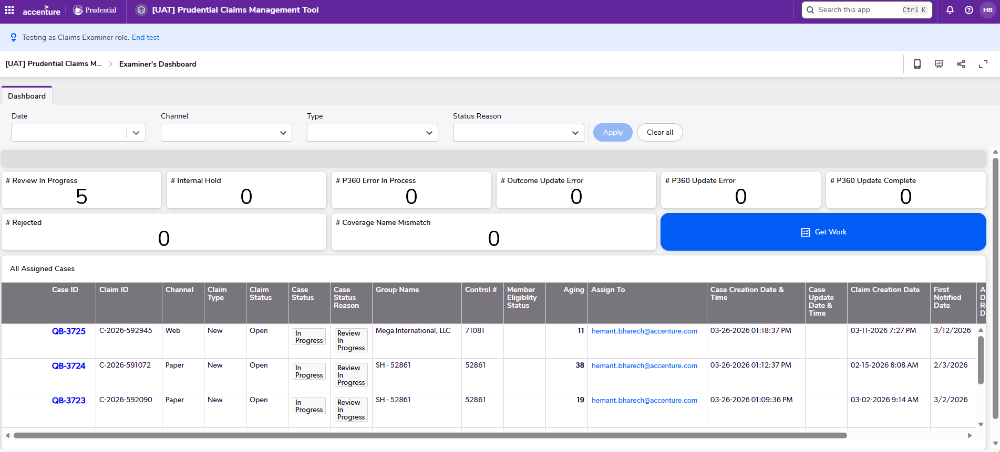 accenture Prudential [UAT] Prudential Claims Management Tool Search this app Ctrl K HB
Testing as Claims Examiner role. End test
[UAT] Prudential Claims M... Examiner's Dashboard
Dashboard
Date Channel Type Status Reason
Apply Clear all
# Review In Progress # Internal Hold # P360 Error In Process # Outcome Update Error # P360 Update Error # P360 Update Complete
5 0 0 0 0 0
# Rejected # Coverage Name Mismatch
0 0 Get Work
All Assigned Cases
Case ID Claim ID Channel Claim Type Claim Status Case Status Case Status Reason Group Name Control # Member Eligiblity Status Aging Assign To Case Creation Date & Time Case Update Date & Time Claim Creation Date First Notified Date A D R D
QB-3725 C-2026-592945 Web New Open In Progress Review In Progress Mega International, LLC 71081 11 hemant.bharech@accenture.com 03-26-2026 01:18:37 PM 03-11-2026 7:27 PM 3/12/2026
QB-3724 C-2026-591072 Paper New Open In Progress Review In Progress SH - 52861 52861 38 hemant.bharech@accenture.com 03-26-2026 01:12:37 PM 02-15-2026 8:08 AM 2/3/2026
QB-3723 C-2026-592090 Paper New Open In Progress Review In Progress SH - 52861 52861 19 hemant.bharech@accenture.com 03-26-2026 01:09:36 PM 03-02-2026 9:14 AM 3/2/2026